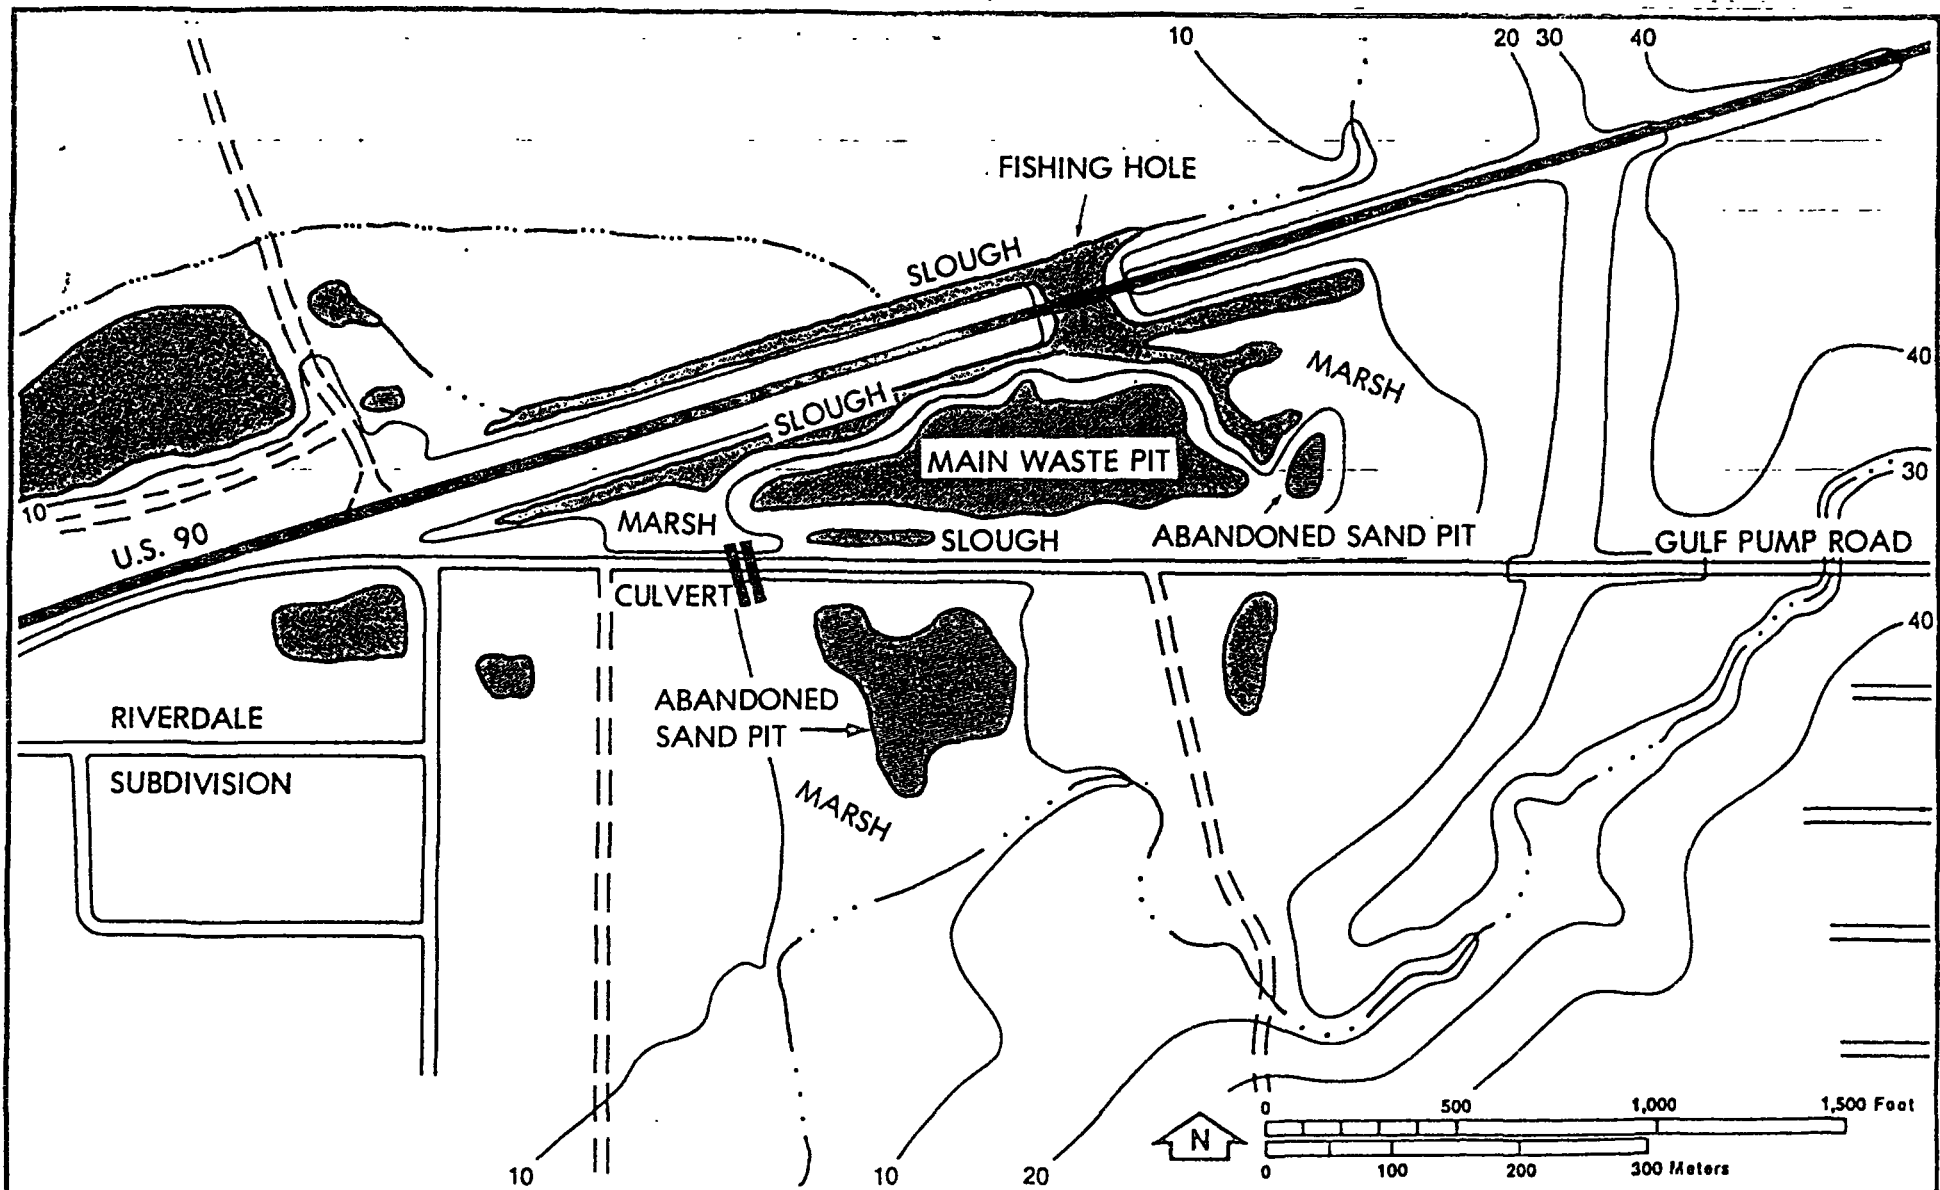 10
20 30 40
FISHING HOLE
SLOUGH
MARSH
40
SLOUGH
MAIN WASTE PIT
30
10
U.S. 90
MARSH
SLOUGH
ABANDONED SAND PIT
GULF PUMP ROAD
CULVERT
40
ABANDONED
SAND PIT
RIVERDALE
SUBDIVISION
MARSH
0 500 1,000 1,500 Feet
N
0 100 200 300 Meters
10 10 20